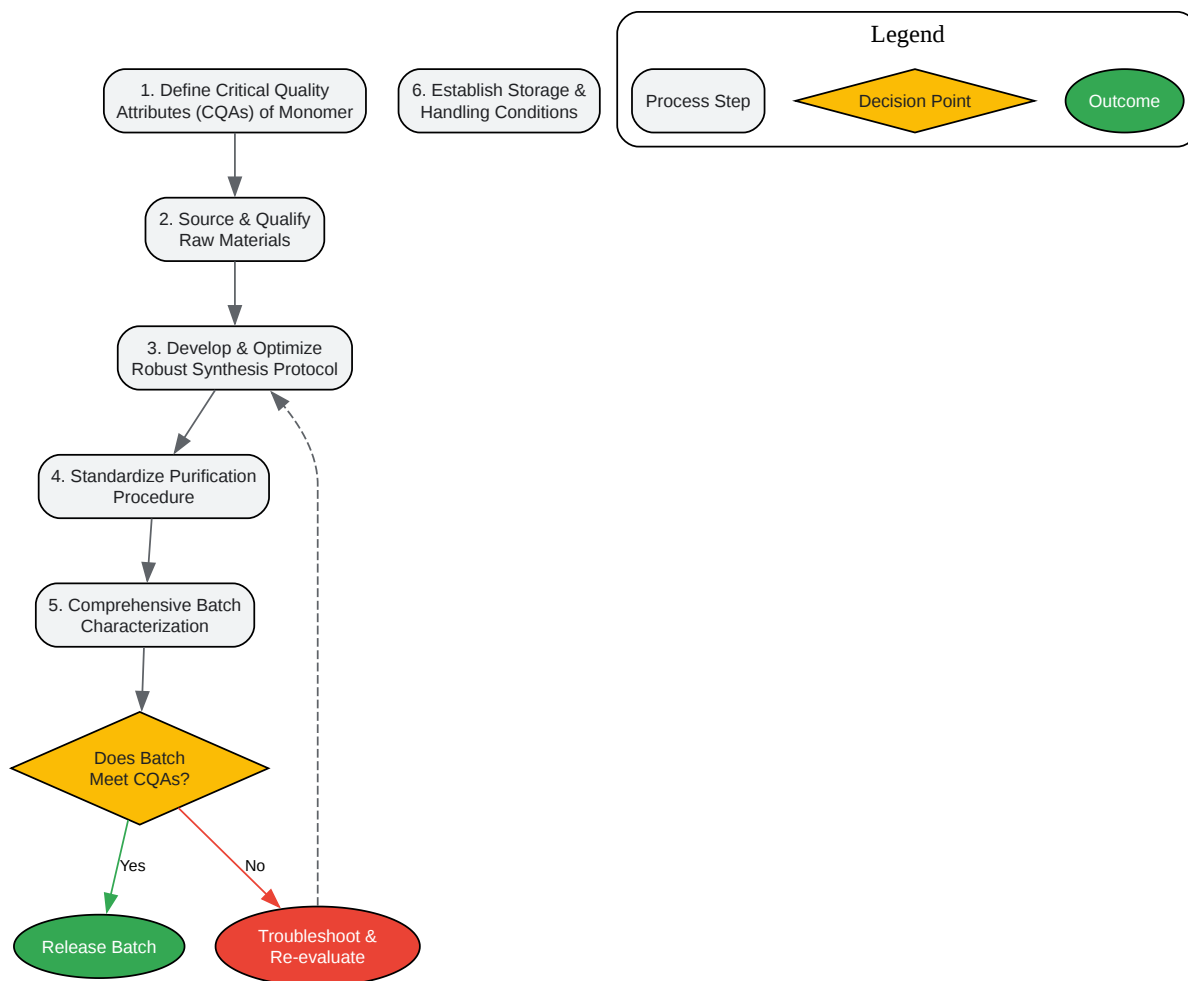 Legend
1. Define Critical Quality
Attributes (CQAs) of Monomer
6. Establish Storage &
Handling Conditions
Process Step
Decision Point
Outcome
2. Source & Qualify
Raw Materials
3. Develop & Optimize
Robust Synthesis Protocol
4. Standardize Purification
Procedure
5. Comprehensive Batch
Characterization
Does Batch
Meet CQAs?
Yes
No
Release Batch
Troubleshoot &
Re-evaluate